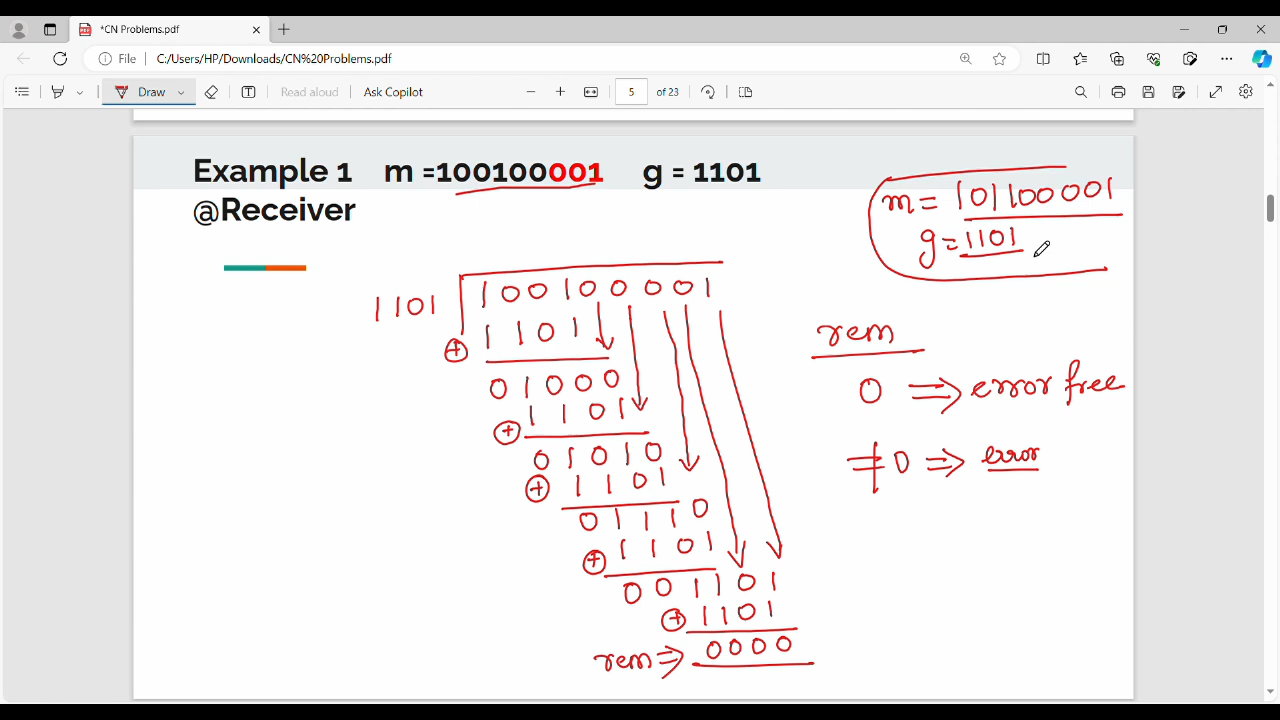 *CN Problems.pdf
File C:/Users/HP/Downloads/CN%20Problems.pdf
Draw Read aloud Ask Copilot 5 of 23
Example 1 m =100100001 g = 1101
@Receiver
m = 101100001
g = 1101
1101 100100001
⊕ 1101
01000
⊕ 1101
01010
⊕ 1101
01110
⊕ 1101
001101
⊕ 1101
rem ⇒ 0000
rem
0 ⇒ error free
≠ 0 ⇒ error